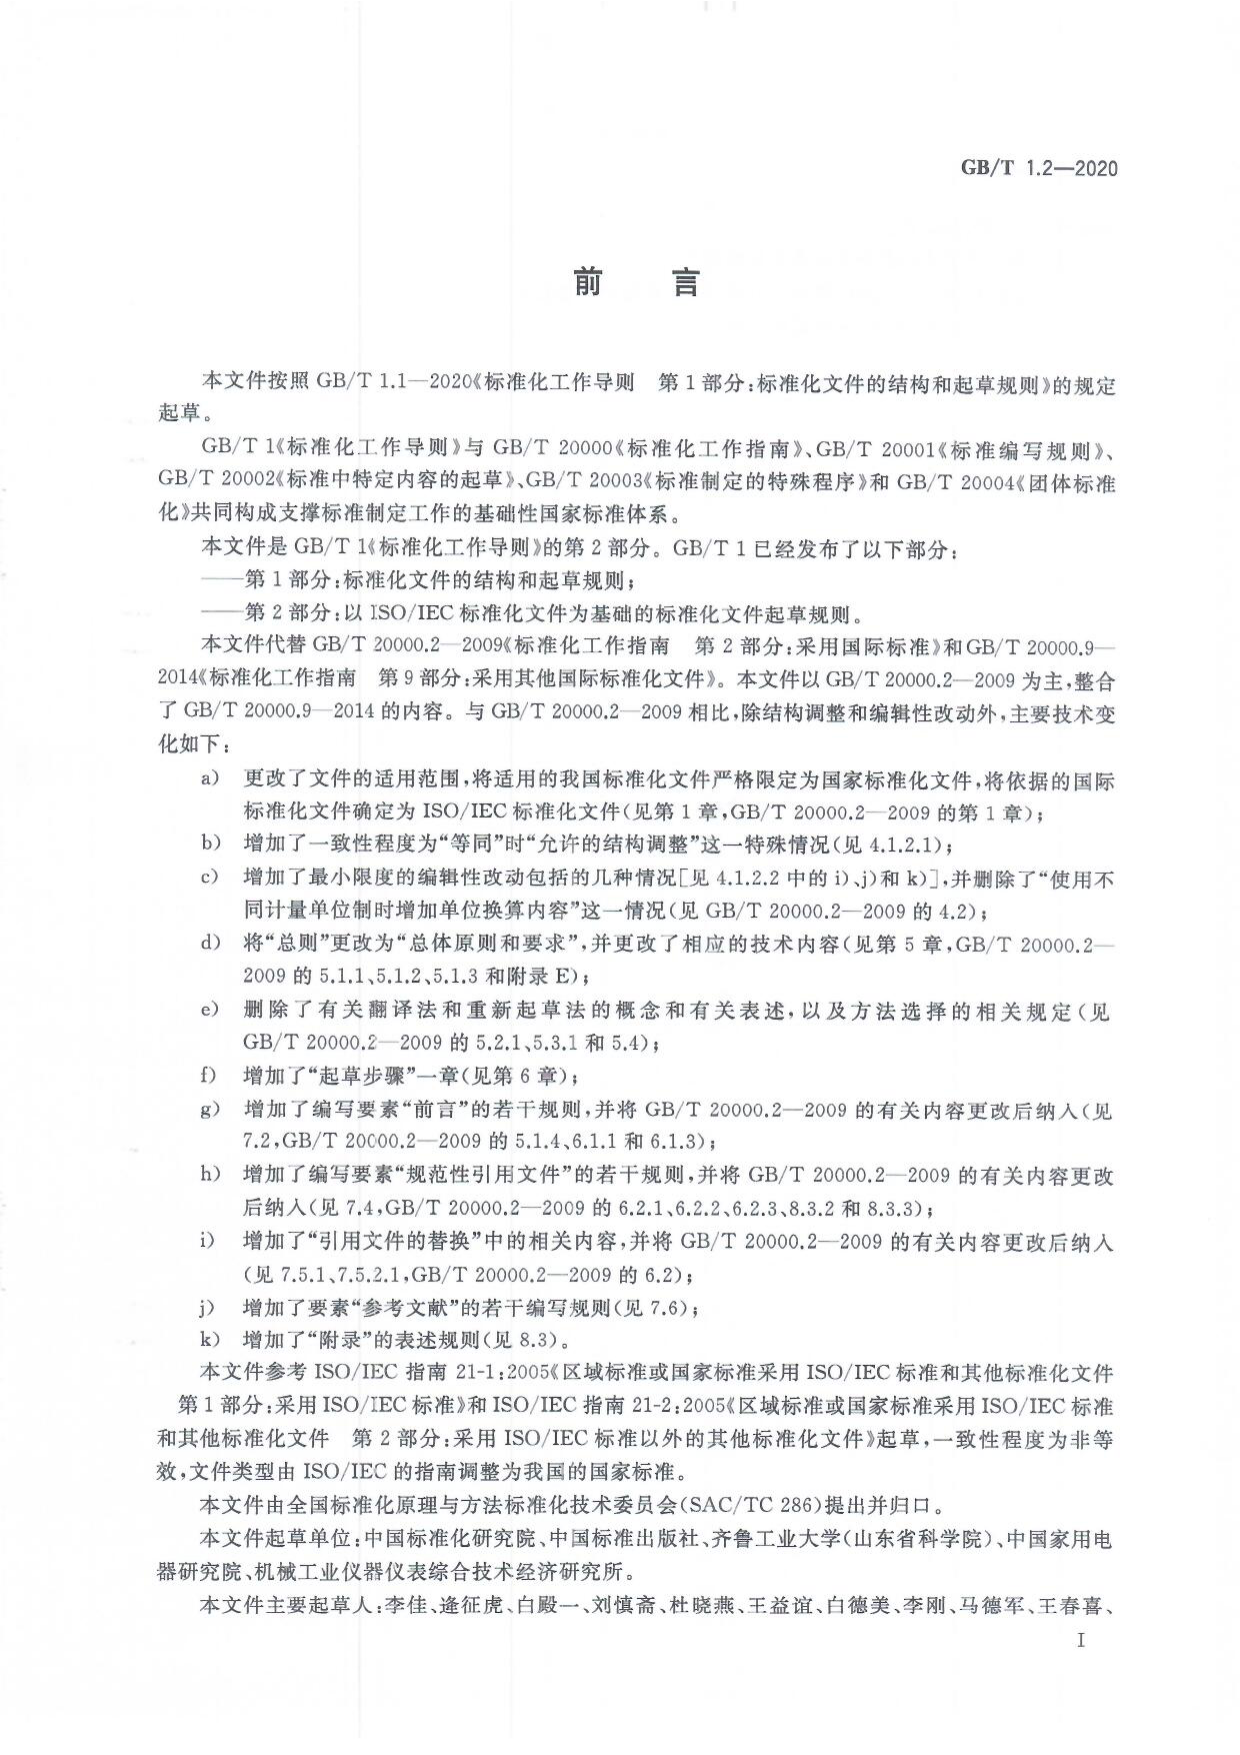 GB/T 1.2—2020
前 言
本文件按照 GB/T 1.1—2020《标准化工作导则 第 1 部分:标准化文件的结构和起草规则》的规定
起草。
GB/T 1《标准化工作导则》与 GB/T 20000《标准化工作指南》、GB/T 20001《标准编写规则》、
GB/T 20002《标准中特定内容的起草》、GB/T 20003《标准制定的特殊程序》和 GB/T 20004《团体标准
化》共同构成支撑标准制定工作的基础性国家标准体系。
本文件是 GB/T 1《标准化工作导则》的第 2 部分。GB/T 1 已经发布了以下部分:
——第 1 部分:标准化文件的结构和起草规则;
——第 2 部分:以 ISO/IEC 标准化文件为基础的标准化文件起草规则。
本文件代替 GB/T 20000.2—2009《标准化工作指南 第 2 部分:采用国际标准》和 GB/T 20000.9—
2014《标准化工作指南 第 9 部分:采用其他国际标准化文件》。本文件以 GB/T 20000.2—2009 为主,整合
了 GB/T 20000.9—2014 的内容。与 GB/T 20000.2—2009 相比,除结构调整和编辑性改动外,主要技术变
化如下:
a) 更改了文件的适用范围,将适用的我国标准化文件严格限定为国家标准化文件,将依据的国际
标准化文件确定为 ISO/IEC 标准化文件(见第 1 章,GB/T 20000.2—2009 的第 1 章);
b) 增加了一致性程度为“等同”时“允许的结构调整”这一特殊情况(见 4.1.2.1);
c) 增加了最小限度的编辑性改动包括的几种情况[见 4.1.2.2 中的 i)、j)和 k)],并删除了“使用不
同计量单位制时增加单位换算内容”这一情况(见 GB/T 20000.2—2009 的 4.2);
d) 将“总则”更改为“总体原则和要求”,并更改了相应的技术内容(见第 5 章,GB/T 20000.2—
2009 的 5.1.1、5.1.2、5.1.3 和附录 E);
e) 删除了有关翻译法和重新起草法的概念和有关表述,以及方法选择的相关规定(见
GB/T 20000.2—2009 的 5.2.1、5.3.1 和 5.4);
f) 增加了“起草步骤”一章(见第 6 章);
g) 增加了编写要素“前言”的若干规则,并将 GB/T 20000.2—2009 的有关内容更改后纳入(见
7.2,GB/T 20000.2—2009 的 5.1.4、6.1.1 和 6.1.3);
h) 增加了编写要素“规范性引用文件”的若干规则,并将 GB/T 20000.2—2009 的有关内容更改
后纳入(见 7.4,GB/T 20000.2—2009 的 6.2.1、6.2.2、6.2.3、8.3.2 和 8.3.3);
i) 增加了“引用文件的替换”中的相关内容,并将 GB/T 20000.2—2009 的有关内容更改后纳入
(见 7.5.1、7.5.2.1,GB/T 20000.2—2009 的 6.2);
j) 增加了要素“参考文献”的若干编写规则(见 7.6);
k) 增加了“附录”的表述规则(见 8.3)。
本文件参考 ISO/IEC 指南 21-1:2005《区域标准或国家标准采用 ISO/IEC 标准和其他标准化文件
第 1 部分:采用 ISO/IEC 标准》和 ISO/IEC 指南 21-2:2005《区域标准或国家标准采用 ISO/IEC 标准
和其他标准化文件 第 2 部分:采用 ISO/IEC 标准以外的其他标准化文件》起草,一致性程度为非等
效,文件类型由 ISO/IEC 的指南调整为我国的国家标准。
本文件由全国标准化原理与方法标准化技术委员会(SAC/TC 286)提出并归口。
本文件起草单位:中国标准化研究院、中国标准出版社、齐鲁工业大学(山东省科学院)、中国家用电
器研究院、机械工业仪器仪表综合技术经济研究所。
本文件主要起草人:李佳、逄征虎、白殿一、刘慎斋、杜晓燕、王益谊、白德美、李刚、马德军、王春喜、
I